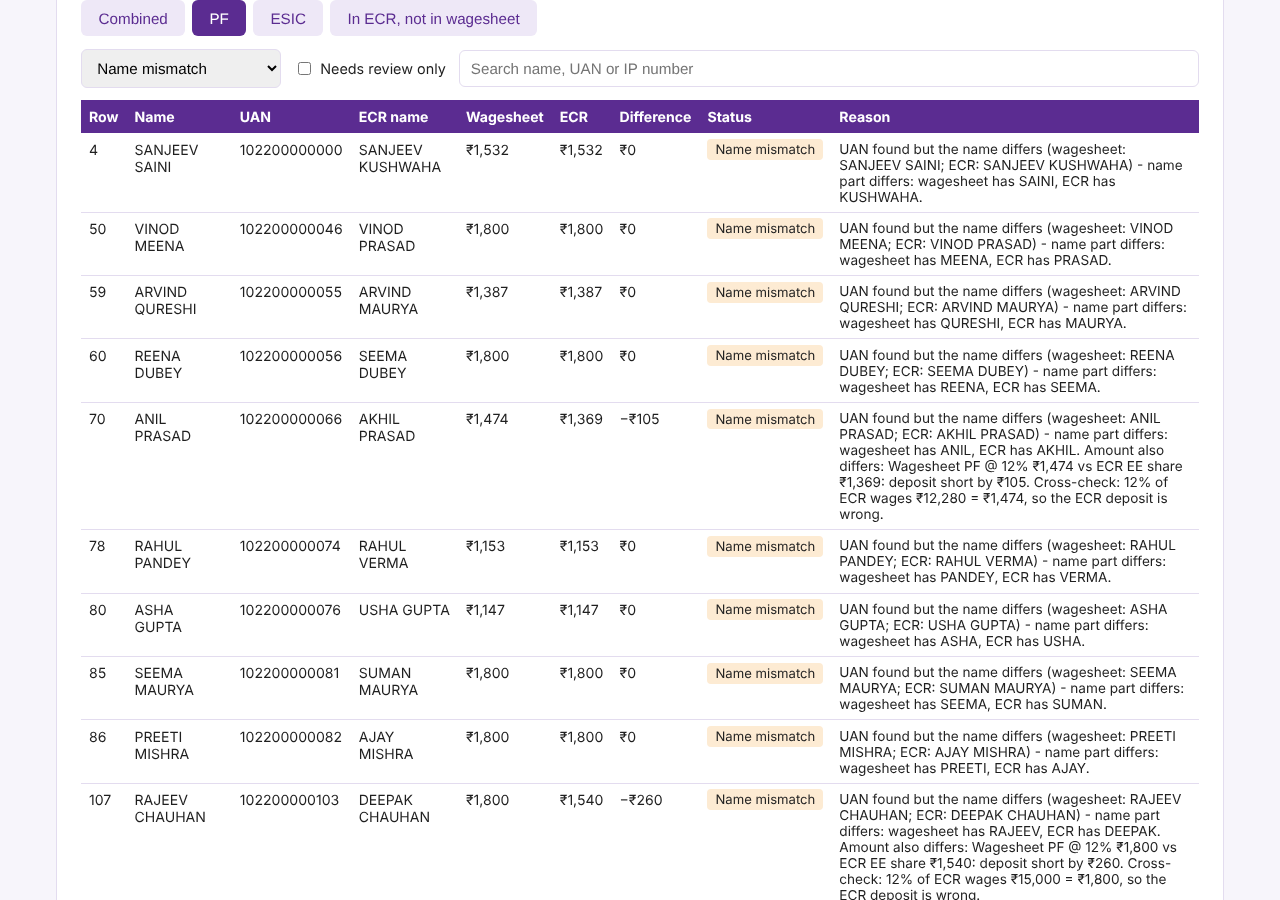 Combined PF ESIC In ECR, not in wagesheet
Name mismatch Needs review only Search name, UAN or IP number
Row Name UAN ECR name Wagesheet ECR Difference Status Reason
4 SANJEEV SAINI 102200000000 SANJEEV KUSHWAHA ₹1,532 ₹1,532 ₹0 Name mismatch UAN found but the name differs (wagesheet:
SANJEEV SAINI; ECR: SANJEEV KUSHWAHA) - name
part differs: wagesheet has SAINI, ECR has
KUSHWAHA.
50 VINOD MEENA 102200000046 VINOD PRASAD ₹1,800 ₹1,800 ₹0 Name mismatch UAN found but the name differs (wagesheet: VINOD
MEENA; ECR: VINOD PRASAD) - name part differs:
wagesheet has MEENA, ECR has PRASAD.
59 ARVIND QURESHI 102200000055 ARVIND MAURYA ₹1,387 ₹1,387 ₹0 Name mismatch UAN found but the name differs (wagesheet: ARVIND
QURESHI; ECR: ARVIND MAURYA) - name part differs:
wagesheet has QURESHI, ECR has MAURYA.
60 REENA DUBEY 102200000056 SEEMA DUBEY ₹1,800 ₹1,800 ₹0 Name mismatch UAN found but the name differs (wagesheet: REENA
DUBEY; ECR: SEEMA DUBEY) - name part differs:
wagesheet has REENA, ECR has SEEMA.
70 ANIL PRASAD 102200000066 AKHIL PRASAD ₹1,474 ₹1,369 −₹105 Name mismatch UAN found but the name differs (wagesheet: ANIL
PRASAD; ECR: AKHIL PRASAD) - name part differs:
wagesheet has ANIL, ECR has AKHIL. Amount also
differs: Wagesheet PF @ 12% ₹1,474 vs ECR EE share
₹1,369: deposit short by ₹105. Cross-check: 12% of
ECR wages ₹12,280 = ₹1,474, so the ECR deposit is
wrong.
78 RAHUL PANDEY 102200000074 RAHUL VERMA ₹1,153 ₹1,153 ₹0 Name mismatch UAN found but the name differs (wagesheet: RAHUL
PANDEY; ECR: RAHUL VERMA) - name part differs:
wagesheet has PANDEY, ECR has VERMA.
80 ASHA GUPTA 102200000076 USHA GUPTA ₹1,147 ₹1,147 ₹0 Name mismatch UAN found but the name differs (wagesheet: ASHA
GUPTA; ECR: USHA GUPTA) - name part differs:
wagesheet has ASHA, ECR has USHA.
85 SEEMA MAURYA 102200000081 SUMAN MAURYA ₹1,800 ₹1,800 ₹0 Name mismatch UAN found but the name differs (wagesheet: SEEMA
MAURYA; ECR: SUMAN MAURYA) - name part differs:
wagesheet has SEEMA, ECR has SUMAN.
86 PREETI MISHRA 102200000082 AJAY MISHRA ₹1,800 ₹1,800 ₹0 Name mismatch UAN found but the name differs (wagesheet: PREETI
MISHRA; ECR: AJAY MISHRA) - name part differs:
wagesheet has PREETI, ECR has AJAY.
107 RAJEEV CHAUHAN 102200000103 DEEPAK CHAUHAN ₹1,800 ₹1,540 −₹260 Name mismatch UAN found but the name differs (wagesheet: RAJEEV
CHAUHAN; ECR: DEEPAK CHAUHAN) - name part
differs: wagesheet has RAJEEV, ECR has DEEPAK.
Amount also differs: Wagesheet PF @ 12% ₹1,800 vs
ECR EE share ₹1,540: deposit short by ₹260. Cross-
check: 12% of ECR wages ₹15,000 = ₹1,800, so the
ECR deposit is wrong.